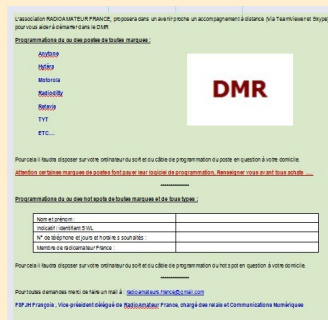 L'association RADIOAMATEUR FRANCE, proposera dans un avenir proche un accompagnement à distance (via Teamviewer et Skype)
pour vous aider à démarrer dans le DMR
Programmations du ou des postes de toutes marques :
Anytone
Hytéra
Motorola
Radioditty
Retevis
TYT
ETC....
DMR
Pour cela il faudra disposer sur votre ordinateur du soft et du câble de programmation du poste en question à votre domicile.
Attention certaines marques de postes font payer leur logiciel de programmation, Renseigner vous avant tous achats .....
Programmations du ou des hot spots de toutes marques et de tous types :
Nom et prénom :
Indicatif / Identifiant SWL
N° de téléphone et jours et horaires souhaités :
Membre de radioamateur France :
Pour cela il faudra disposer sur votre ordinateur du soft et du câble de programmation du hot spot en question à votre domicile.
Pour toutes demandes merci de faire un mail à : radioamateurs.france@gmail.com
François , Vice-président délégué de RadioAmateur France, chargé des relais et Communications Numériques